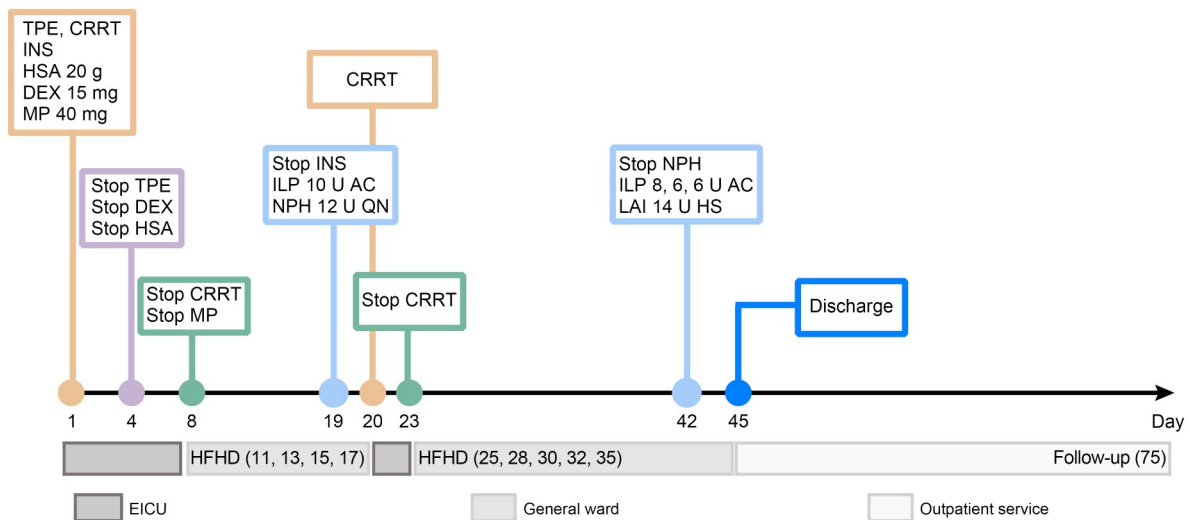 TPE, CRRT
INS
HSA 20 g
DEX 15 mg
MP 40 mg
CRRT
Stop TPE
Stop DEX
Stop HSA
Stop INS
ILP 10 U AC
NPH 12 U QN
Stop NPH
ILP 8, 6, 6 U AC
LAI 14 U HS
Stop CRRT
Stop MP
Stop CRRT
Discharge
1 4 8 19 20 23 42 45 Day
HFHD (11, 13, 15, 17) HFHD (25, 28, 30, 32, 35) Follow-up (75)
EICU General ward Outpatient service